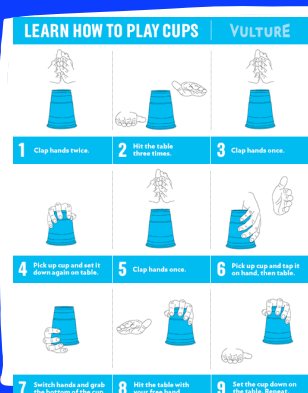 LEARN HOW TO PLAY CUPS
VULTURE
1 Clap hands twice.
2 Hit the table
three times.
3 Clap hands once.
4 Pick up cup and set it
down again on table.
5 Clap hands once.
6 Pick up cup and tap it
on hand, then table.
7 Switch hands and grab
the bottom of the cup
8 Hit the table with
your free hand
9 Set the cup down on
the table. Repeat.